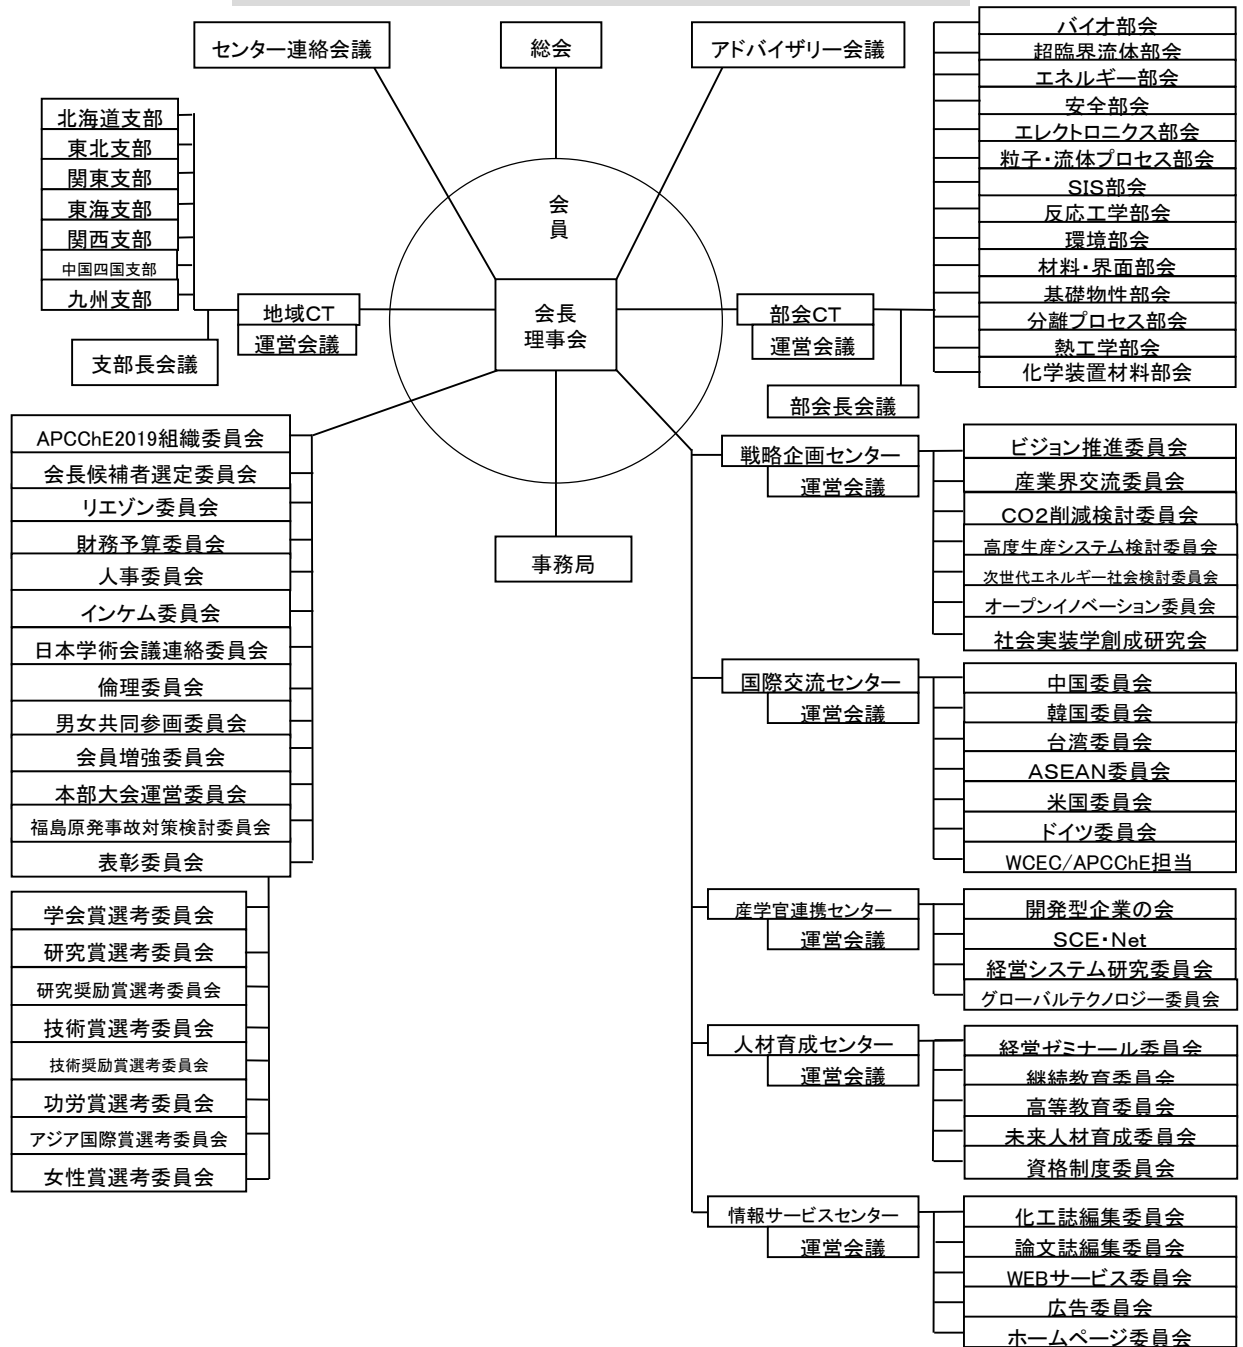 センター連絡会議
総会
アドバイザリー会議
会員
会長
理事会
事務局
北海道支部
東北支部
関東支部
東海支部
関西支部
中国四国支部
九州支部
地域CT
運営会議
支部長会議
部会CT
運営会議
部会長会議
バイオ部会
超臨界流体部会
エネルギー部会
安全部会
エレクトロニクス部会
粒子・流体プロセス部会
SIS部会
反応工学部会
環境部会
材料・界面部会
基礎物性部会
分離プロセス部会
熱工学部会
化学装置材料部会
APCChE2019組織委員会
会長候補者選定委員会
リエゾン委員会
財務予算委員会
人事委員会
インケム委員会
日本学術会議連絡委員会
倫理委員会
男女共同参画委員会
会員増強委員会
本部大会運営委員会
福島原発事故対策検討委員会
表彰委員会
学会賞選考委員会
研究賞選考委員会
研究奨励賞選考委員会
技術賞選考委員会
技術奨励賞選考委員会
功労賞選考委員会
アジア国際賞選考委員会
女性賞選考委員会
戦略企画センター
運営会議
ビジョン推進委員会
産業界交流委員会
CO2削減検討委員会
高度生産システム検討委員会
次世代エネルギー社会検討委員会
オープンイノベーション委員会
社会実装学創成研究会
国際交流センター
運営会議
中国委員会
韓国委員会
台湾委員会
ASEAN委員会
米国委員会
ドイツ委員会
WCEC/APCChE担当
産学官連携センター
運営会議
開発型企業の会
SCE・Net
経営システム研究委員会
グローバルテクノロジー委員会
人材育成センター
運営会議
経営ゼミナール委員会
継続教育委員会
高等教育委員会
未来人材育成委員会
資格制度委員会
情報サービスセンター
運営会議
化工誌編集委員会
論文誌編集委員会
WEBサービス委員会
広告委員会
ホームページ委員会